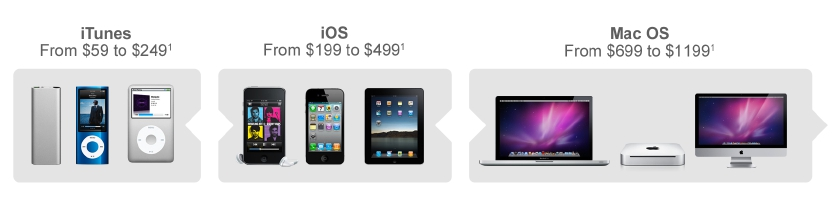 iTunes
From $59 to $249¹
iOS
From $199 to $499¹
Mac OS
From $699 to $1199¹